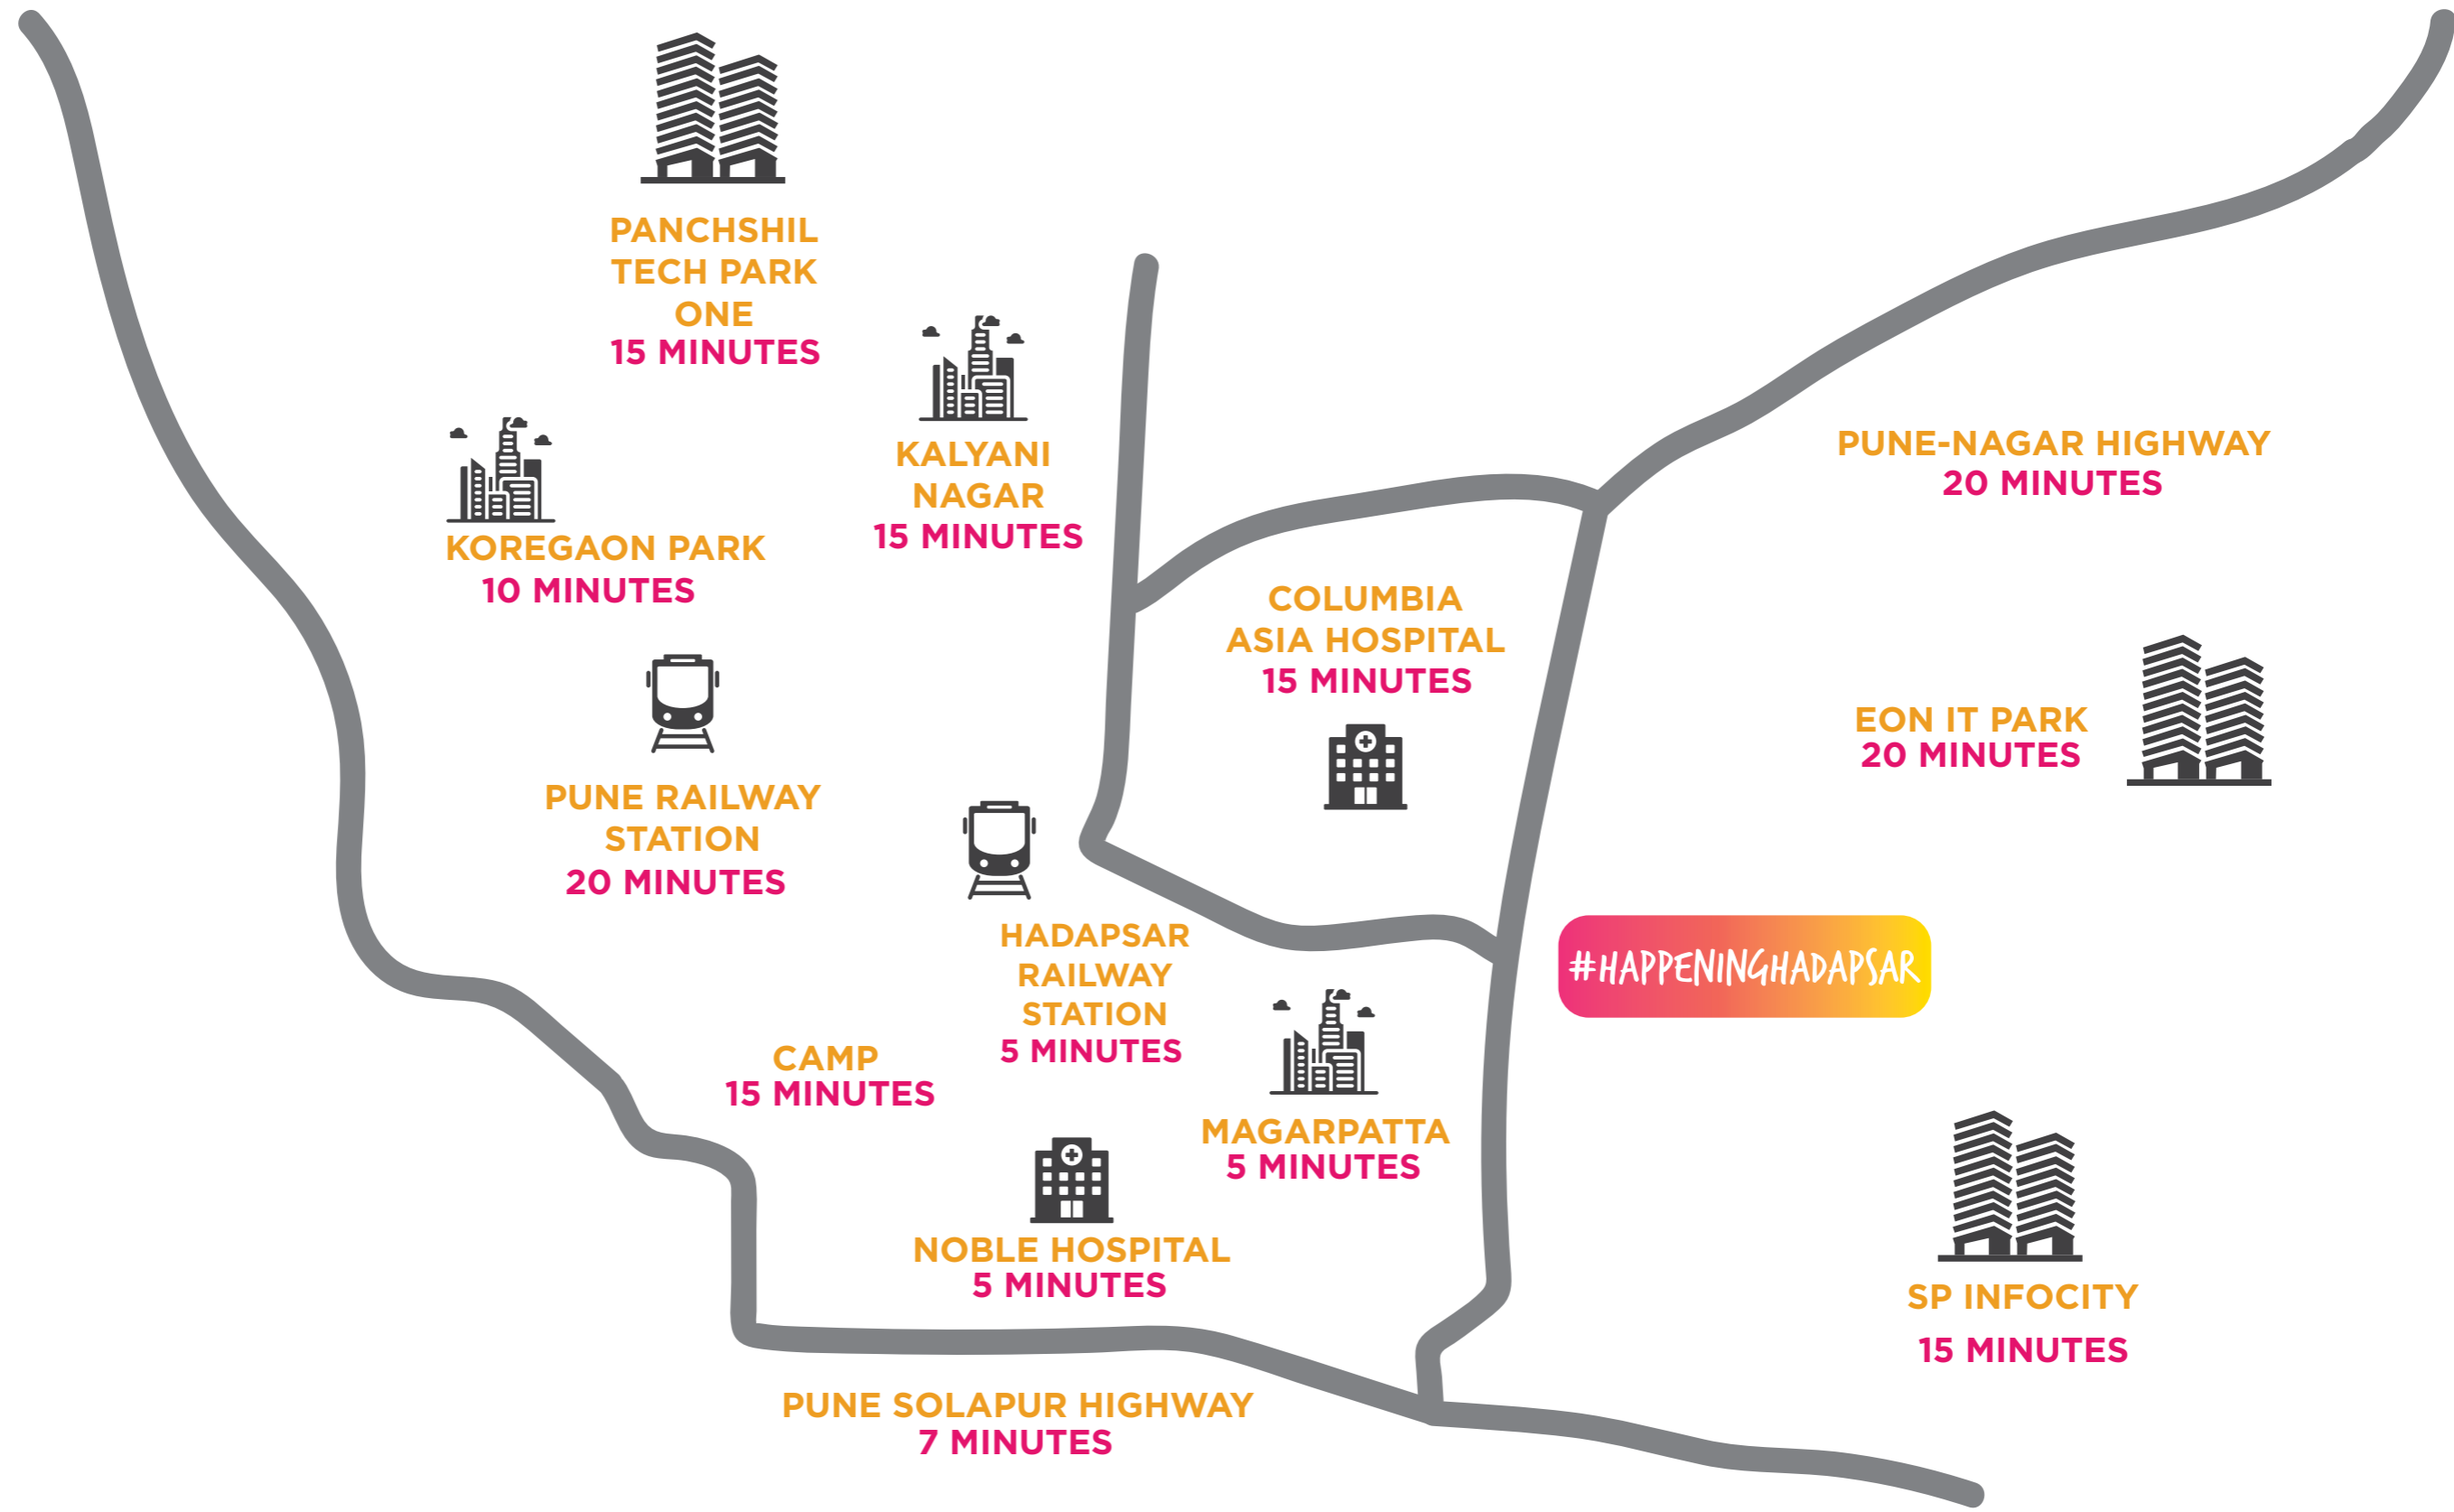 PANCHSHIL
TECH PARK
ONE
15 MINUTES
KALYANI
NAGAR
15 MINUTES
KOREGAON PARK
10 MINUTES
PUNE-NAGAR HIGHWAY
20 MINUTES
COLUMBIA
ASIA HOSPITAL
15 MINUTES
EON IT PARK
20 MINUTES
PUNE RAILWAY
STATION
20 MINUTES
HADAPSAR
RAILWAY
STATION
5 MINUTES
#HAPPENINGHADAPSAR
CAMP
15 MINUTES
MAGARPATTA
5 MINUTES
NOBLE HOSPITAL
5 MINUTES
SP INFOCITY
15 MINUTES
PUNE SOLAPUR HIGHWAY
7 MINUTES